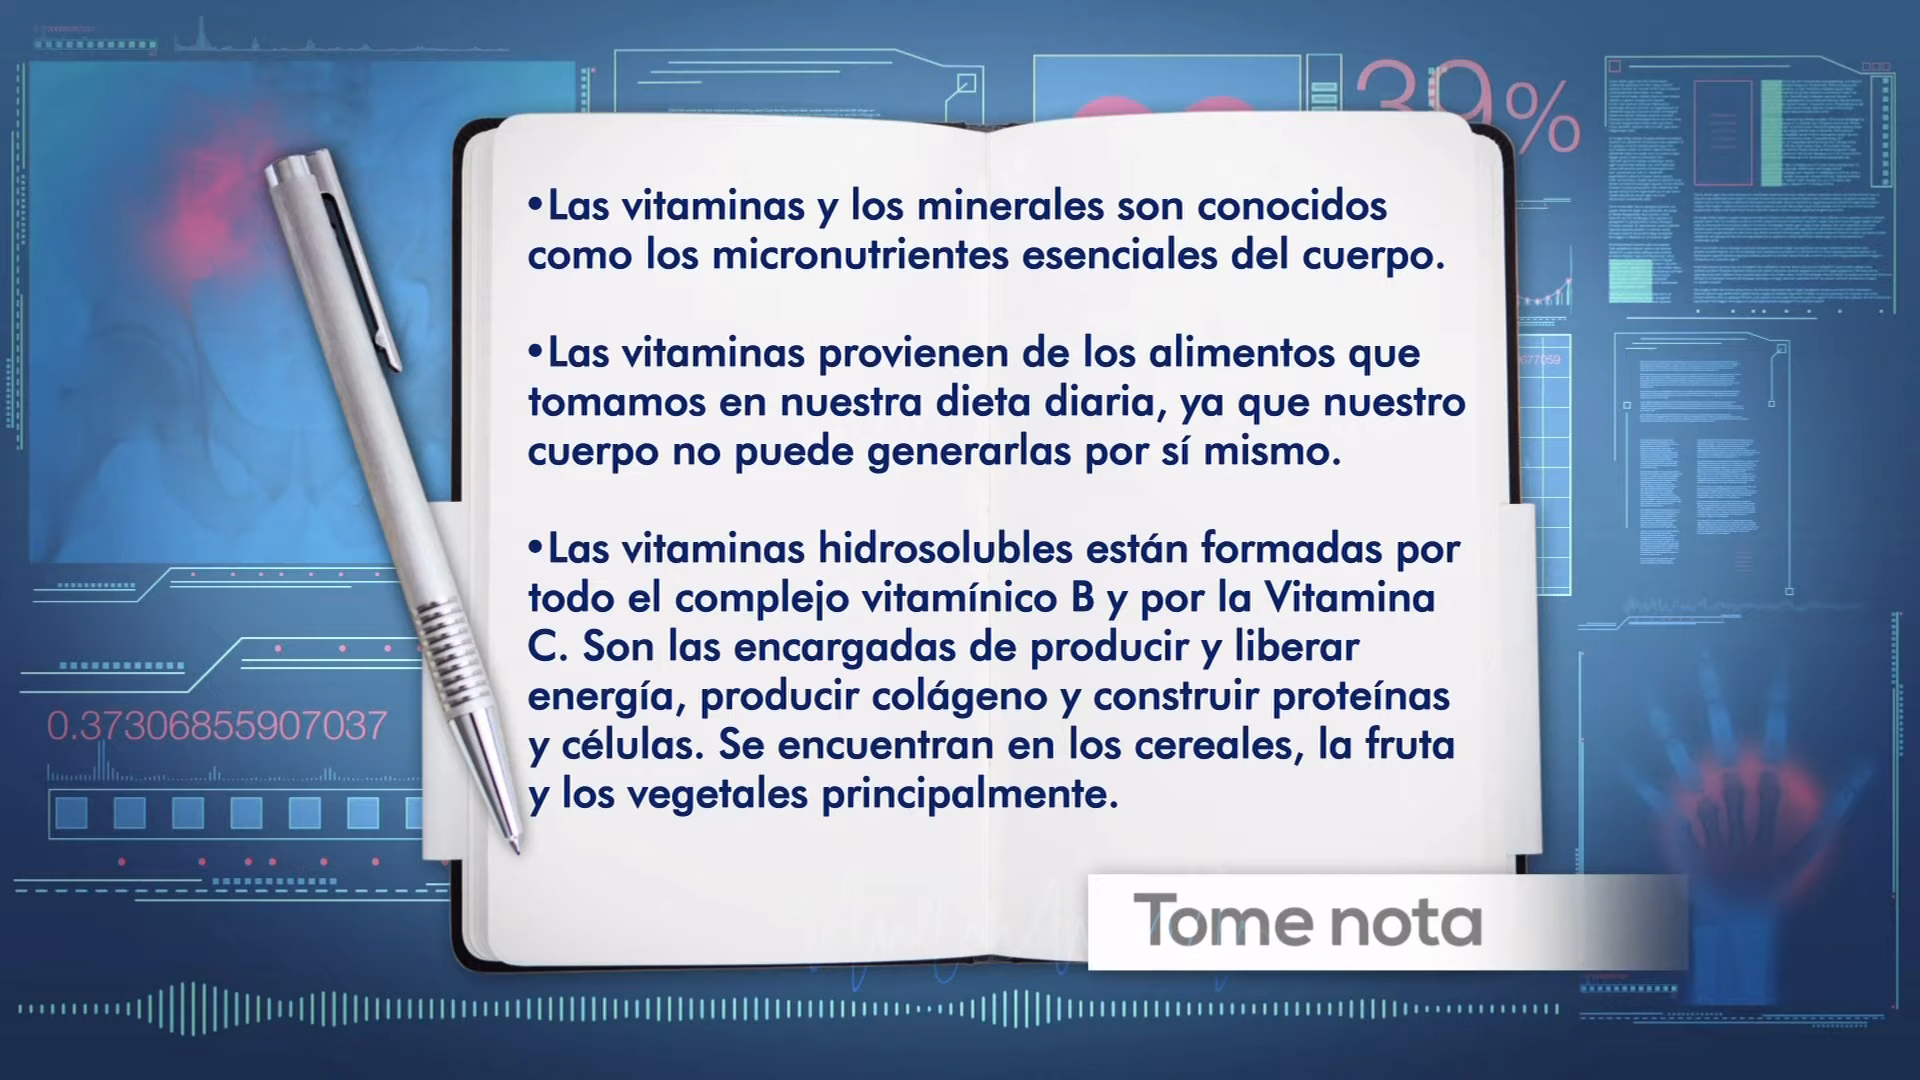 39%
•Las vitaminas y los minerales son conocidos
como los micronutrientes esenciales del cuerpo.
•Las vitaminas provienen de los alimentos que
tomamos en nuestra dieta diaria, ya que nuestro
cuerpo no puede generarlas por sí mismo.
•Las vitaminas hidrosolubles están formadas por
todo el complejo vitamínico B y por la Vitamina
C. Son las encargadas de producir y liberar
energía, producir colágeno y construir proteínas
y células. Se encuentran en los cereales, la fruta
y los vegetales principalmente.
0.37306855907037
Tome nota